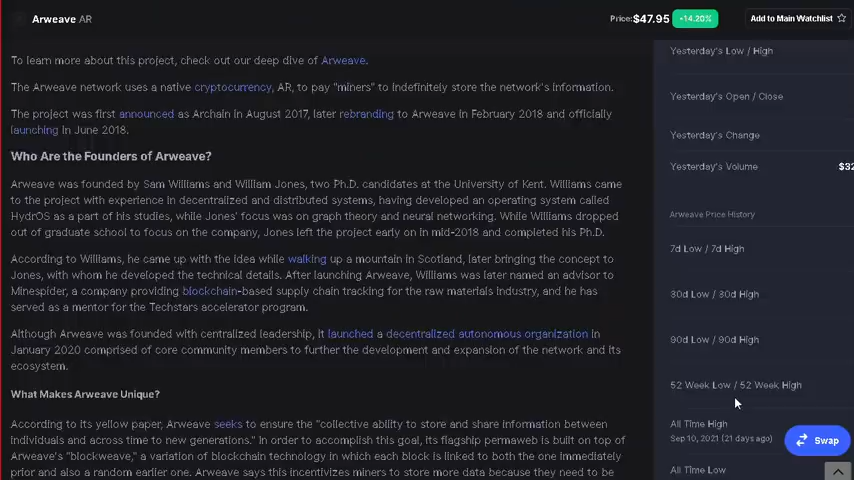 Arweave AR
Price: $47.95 +14.20% Add to Main Watchlist
To learn more about this project, check out our deep dive of Arweave.
The Arweave network uses a native cryptocurrency, AR, to pay "miners" to indefinitely store the network's information.
The project was first announced as Archain in August 2017, later rebranding to Arweave in February 2018 and officially
launching in June 2018.
Who Are the Founders of Arweave?
Arweave was founded by Sam Williams and William Jones, two Ph.D. candidates at the University of Kent. Williams came
to the project with experience in decentralized and distributed systems, having developed an operating system called
HydrOS as a part of his studies, while Jones' focus was on graph theory and neural networking. While Williams dropped
out of graduate school to focus on the company, Jones left the project early on in mid-2018 and completed his Ph.D.
According to Williams, he came up with the idea while walking up a mountain in Scotland, later bringing the concept to
Jones, with whom he developed the technical details. After launching Arweave, Williams was later named an advisor to
Minespider, a company providing blockchain-based supply chain tracking for the raw materials industry, and he has
served as a mentor for the Techstars accelerator program.
Although Arweave was founded with centralized leadership, it launched a decentralized autonomous organization in
January 2020 comprised of core community members to further the development and expansion of the network and its
ecosystem.
What Makes Arweave Unique?
According to its yellow paper, Arweave seeks to ensure the "collective ability to store and share information between
individuals and across time to new generations." In order to accomplish this goal, its flagship permaweb is built on top of
Arweave's "blockweave," a variation of blockchain technology in which each block is linked to both the one immediately
prior and also a random earlier one. Arweave says this incentivizes miners to store more data because they need to be
Yesterday's Low / High
Yesterday's Open / Close
Yesterday's Change
Yesterday's Volume $32
Arweave Price History
7d Low / 7d High
30d Low / 30d High
90d Low / 90d High
52 Week Low / 52 Week High
All Time High
Sep 10, 2021 (21 days ago)
Swap
All Time Low